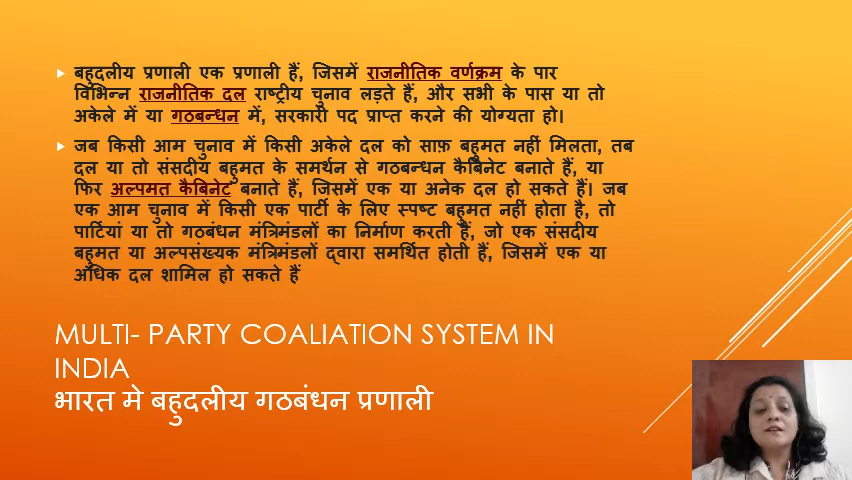 बहुदलीय प्रणाली एक प्रणाली हैं, जिसमें राजनीतिक वर्णक्रम के पार
विभिन्न राजनीतिक दल राष्ट्रीय चुनाव लड़ते हैं, और सभी के पास या तो
अकेले में या गठबन्धन में, सरकारी पद प्राप्त करने की योग्यता हो।
जब किसी आम चुनाव में किसी अकेले दल को साफ़ बहुमत नहीं मिलता, तब
दल या तो संसदीय बहुमत के समर्थन से गठबन्धन कैबिनेट बनाते हैं, या
फिर अल्पमत कैबिनेट बनाते हैं, जिसमें एक या अनेक दल हो सकते हैं। जब
एक आम चुनाव में किसी एक पार्टी के लिए स्पष्ट बहुमत नहीं होता है, तो
पार्टियां या तो गठबंधन मंत्रिमंडलों का निर्माण करती हैं, जो एक संसदीय
बहुमत या अल्पसंख्यक मंत्रिमंडलों द्वारा समर्थित होती हैं, जिसमें एक या
अधिक दल शामिल हो सकते हैं
MULTI- PARTY COALIATION SYSTEM IN
INDIA
भारत मे बहुदलीय गठबंधन प्रणाली